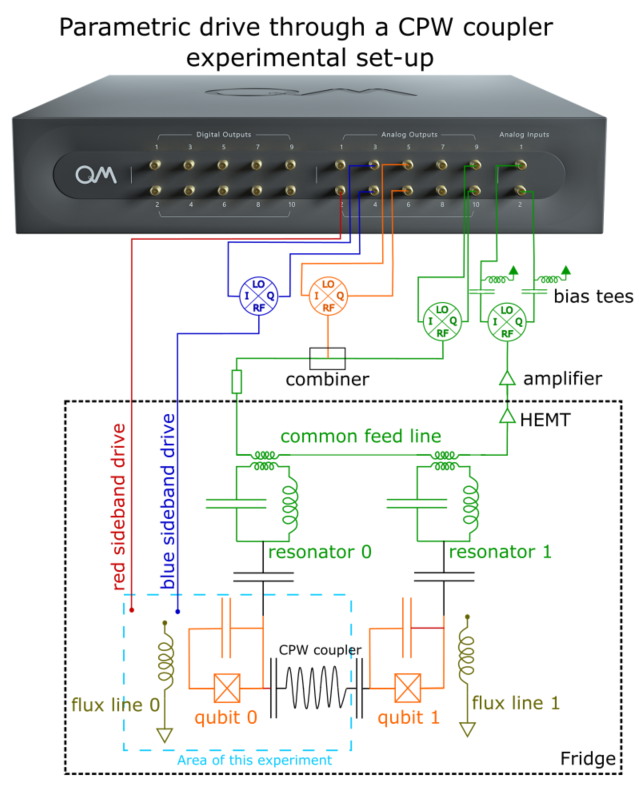 Parametric drive through a CPW coupler
experimental set-up
Digital Outputs
Analog Outputs
Analog Inputs
1 3 5 7 9 1 3 5 7 9 1
QM
2 4 6 8 10 2 4 6 8 10 2
LO
I Q
RF
LO
I Q
RF
LO
I Q
RF
LO
I Q
RF
bias tees
combiner
amplifier
HEMT
common feed line
red sideband drive
blue sideband drive
resonator 0
resonator 1
CPW coupler
flux line 0
qubit 0
qubit 1
flux line 1
Area of this experiment
Fridge